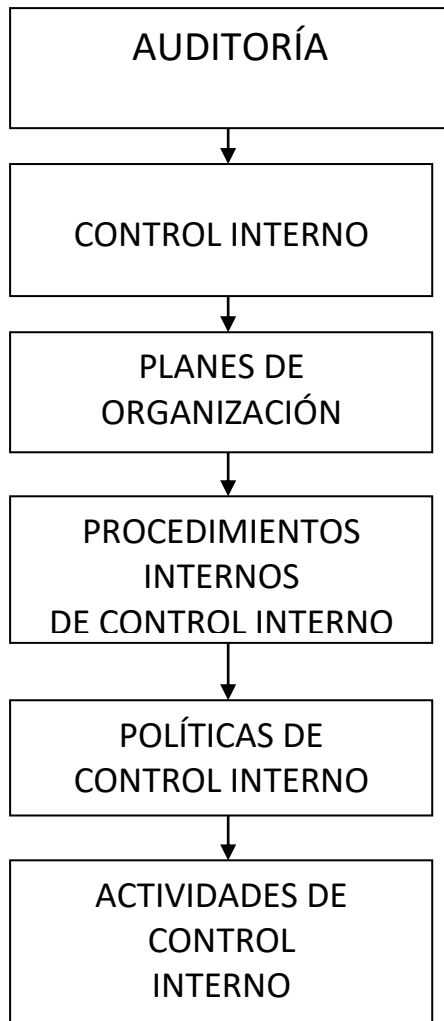 AUDITORÍA
CONTROL INTERNO
PLANES DE
ORGANIZACIÓN
PROCEDIMIENTOS
INTERNOS
DE CONTROL INTERNO
POLÍTICAS DE
CONTROL INTERNO
ACTIVIDADES DE
CONTROL
INTERNO